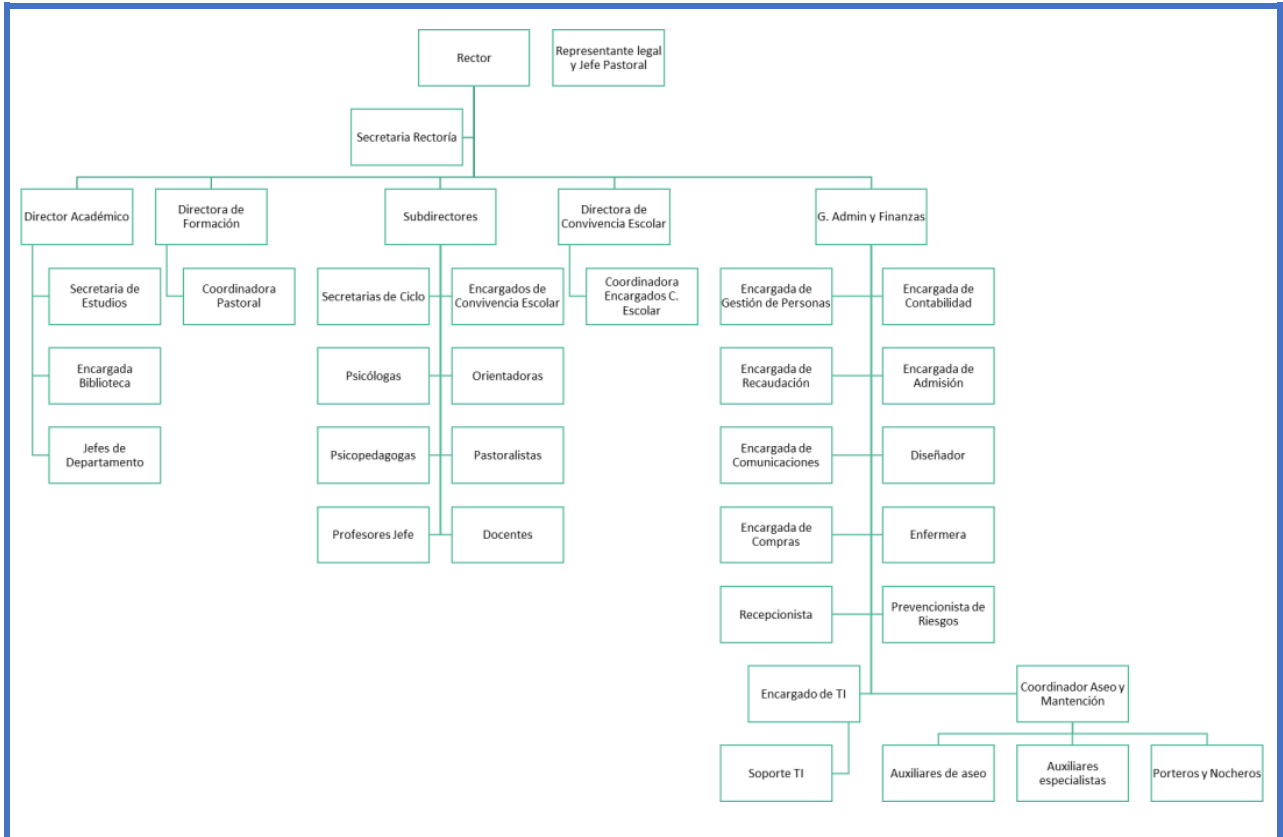 Rector
Representante legal
y Jefe Pastoral
Secretaria Rectoría
Director Académico
Directora de
Formación
Subdirectores
Directora de
Convivencia Escolar
G. Admin y Finanzas
Secretaria de
Estudios
Coordinadora
Pastoral
Secretarias de Ciclo
Encargados de
Convivencia Escolar
Coordinadora
Encargados C.
Escolar
Encargada de
Gestión de Personas
Encargada de
Contabilidad
Encargada
Biblioteca
Psicólogas
Orientadoras
Encargada de
Recaudación
Encargada de
Admisión
Jefes de
Departamento
Psicopedagogas
Pastoralistas
Encargada de
Comunicaciones
Diseñador
Profesores Jefe
Docentes
Encargada de
Compras
Enfermera
Recepcionista
Prevencionista de
Riesgos
Encargado de TI
Coordinador Aseo y
Mantención
Soporte TI
Auxiliares de aseo
Auxiliares
especialistas
Porteros y Nocheros